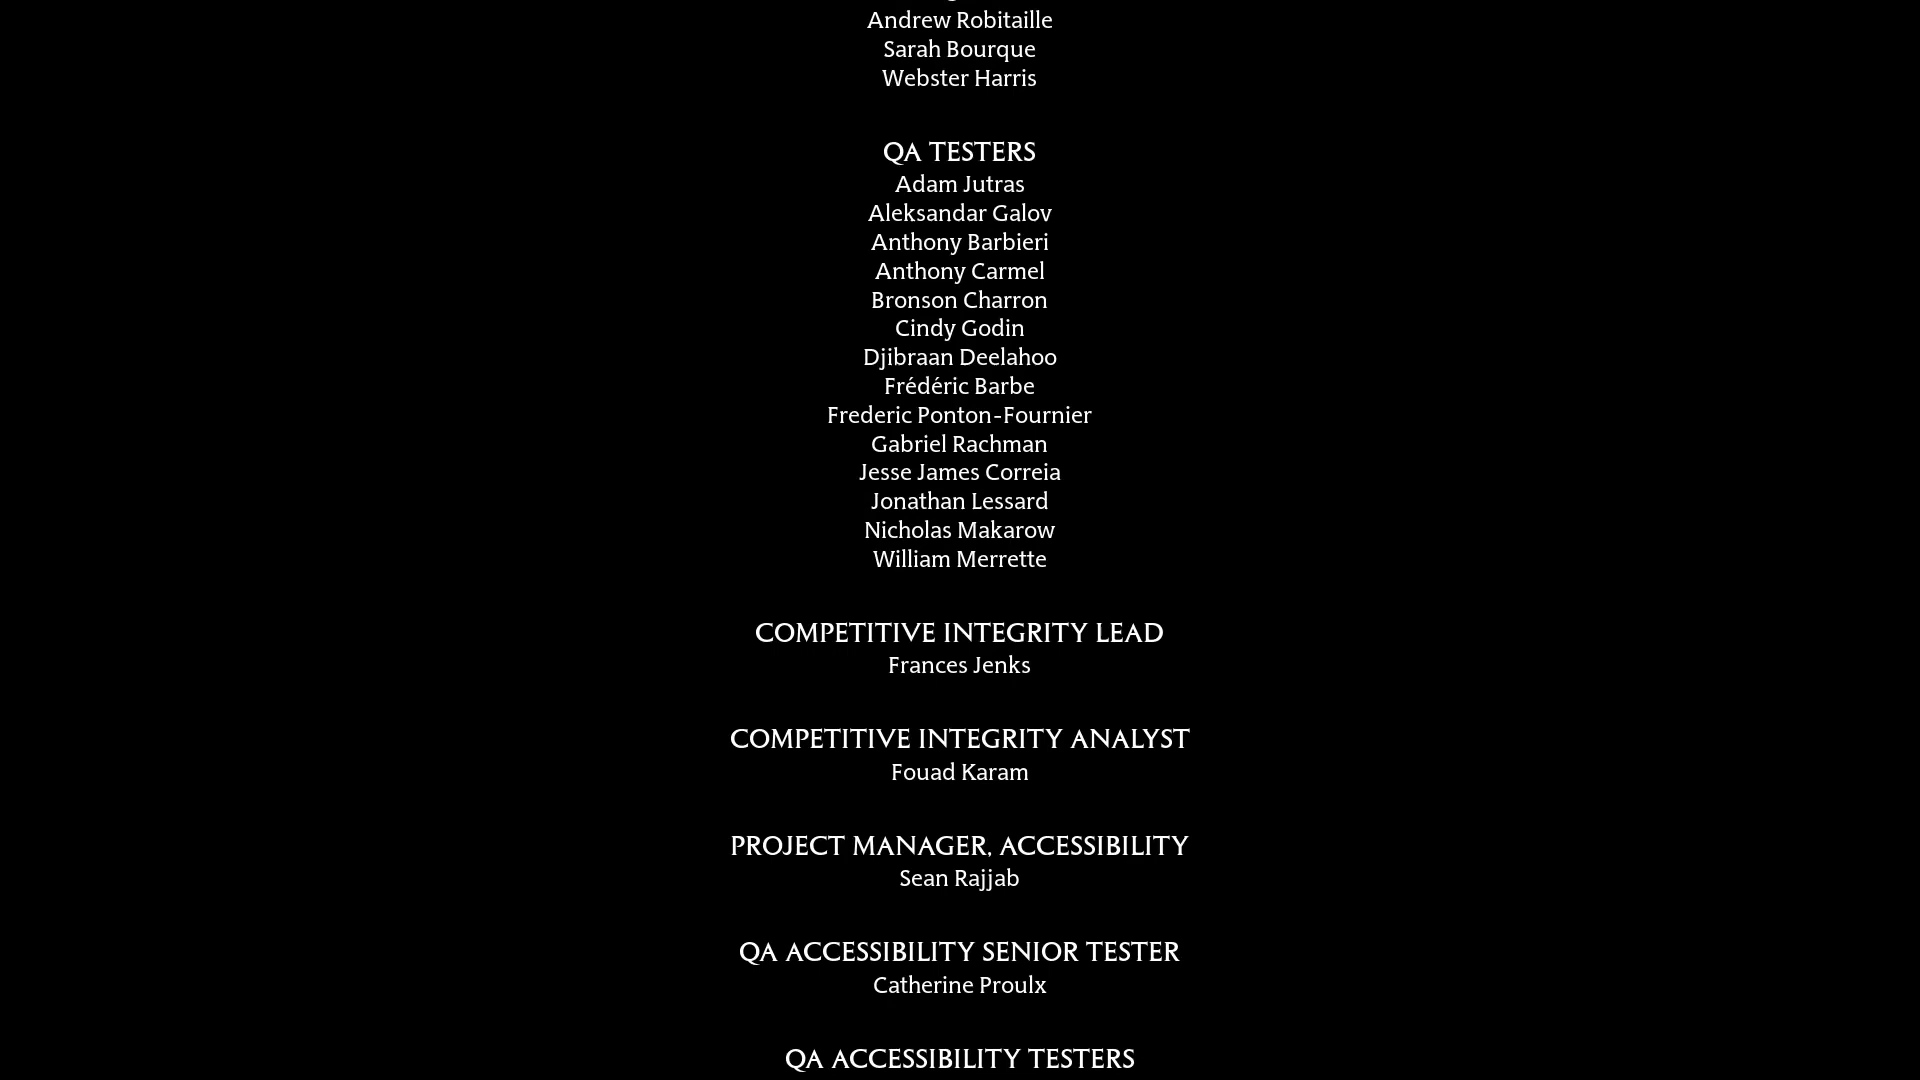 Andrew Robitaille
Sarah Bourque
Webster Harris
QA TESTERS
Adam Jutras
Aleksandar Galov
Anthony Barbieri
Anthony Carmel
Bronson Charron
Cindy Godin
Djibraan Deelahoo
Frédéric Barbe
Frederic Ponton-Fournier
Gabriel Rachman
Jesse James Correia
Jonathan Lessard
Nicholas Makarow
William Merrette
COMPETITIVE INTEGRITY LEAD
Frances Jenks
COMPETITIVE INTEGRITY ANALYST
Fouad Karam
PROJECT MANAGER, ACCESSIBILITY
Sean Rajjab
QA ACCESSIBILITY SENIOR TESTER
Catherine Proulx
QA ACCESSIBILITY TESTERS